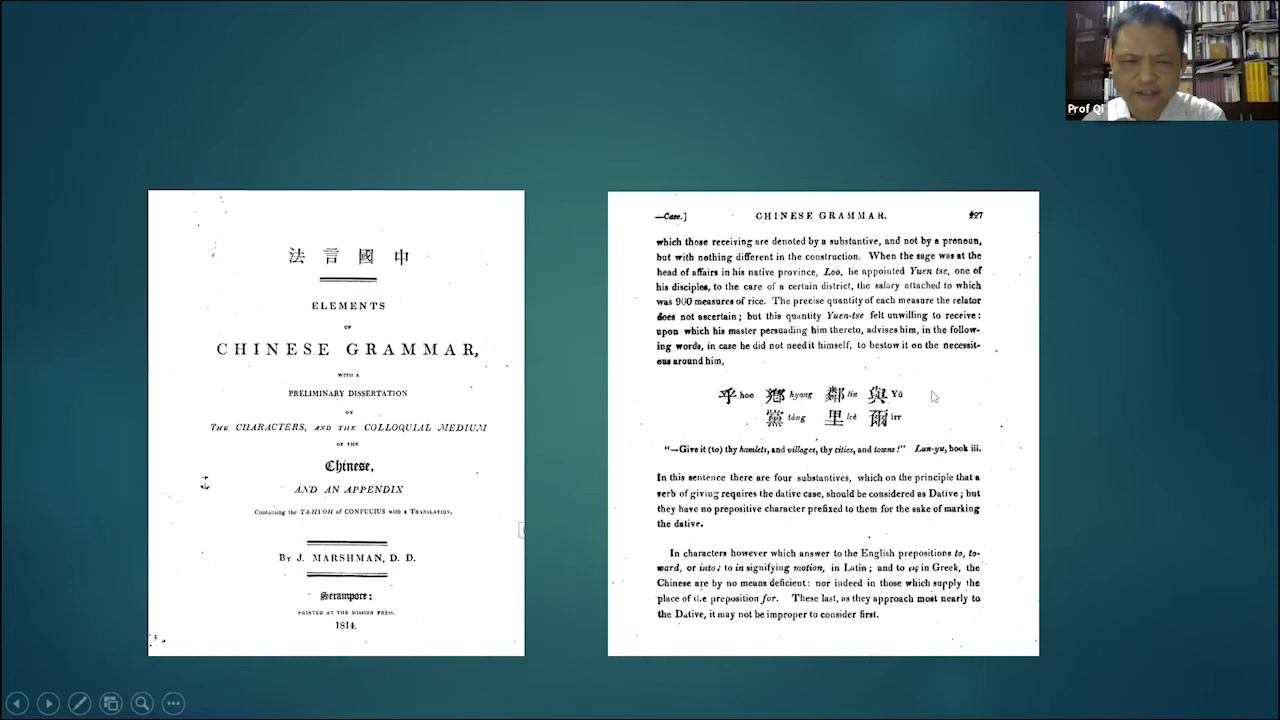 Prof Qi
法 言 國 中
ELEMENTS
OF
CHINESE GRAMMAR,
WITH A
PRELIMINARY DISSERTATION
ON
THE CHARACTERS, AND THE COLLOQUIAL MEDIUM
OF THE
Chinese,
AND AN APPENDIX
Containing the TA-HYOH of CONFUCIUS with a TRANSLATION.
By J. MARSHMAN, D. D.
Serampore:
PRINTED AT THE MISSION PRESS.
1814.
—Case.] CHINESE GRAMMAR. 227
which those receiving are denoted by a substantive, and not by a pronoun,
but with nothing different in the construction. When the sage was at the
head of affairs in his native province, Loo, he appointed Yuen-tse, one of
his disciples, to the care of a certain district, the salary attached to which
was 900 measures of rice. The precise quantity of each measure the relator
does not ascertain; but this quantity Yuen-tse felt unwilling to receive:
upon which his master persuading him thereto, advises him, in the follow-
ing words, in case he did not need it himself, to bestow it on the necessit-
ous around him,
乎 hoo 鄉 hyang 鄰 lin 與 Yü
黨 táng 里 leè 爾 irr
"—Give it (to) thy hamlets, and villages, thy cities, and towns!" Lun-yu, book iii.
In this sentence there are four substantives, which on the principle that a
verb of giving requires the dative case, should be considered as Dative; but
they have no prepositive character prefixed to them for the sake of marking
the dative.
In characters however which answer to the English prepositions to, to-
ward, or into: to in signifying motion, in Latin; and to εις in Greek, the
Chinese are by no means deficient: nor indeed in those which supply the
place of the preposition for. These last, as they approach most nearly to
the Dative, it may not be improper to consider first.